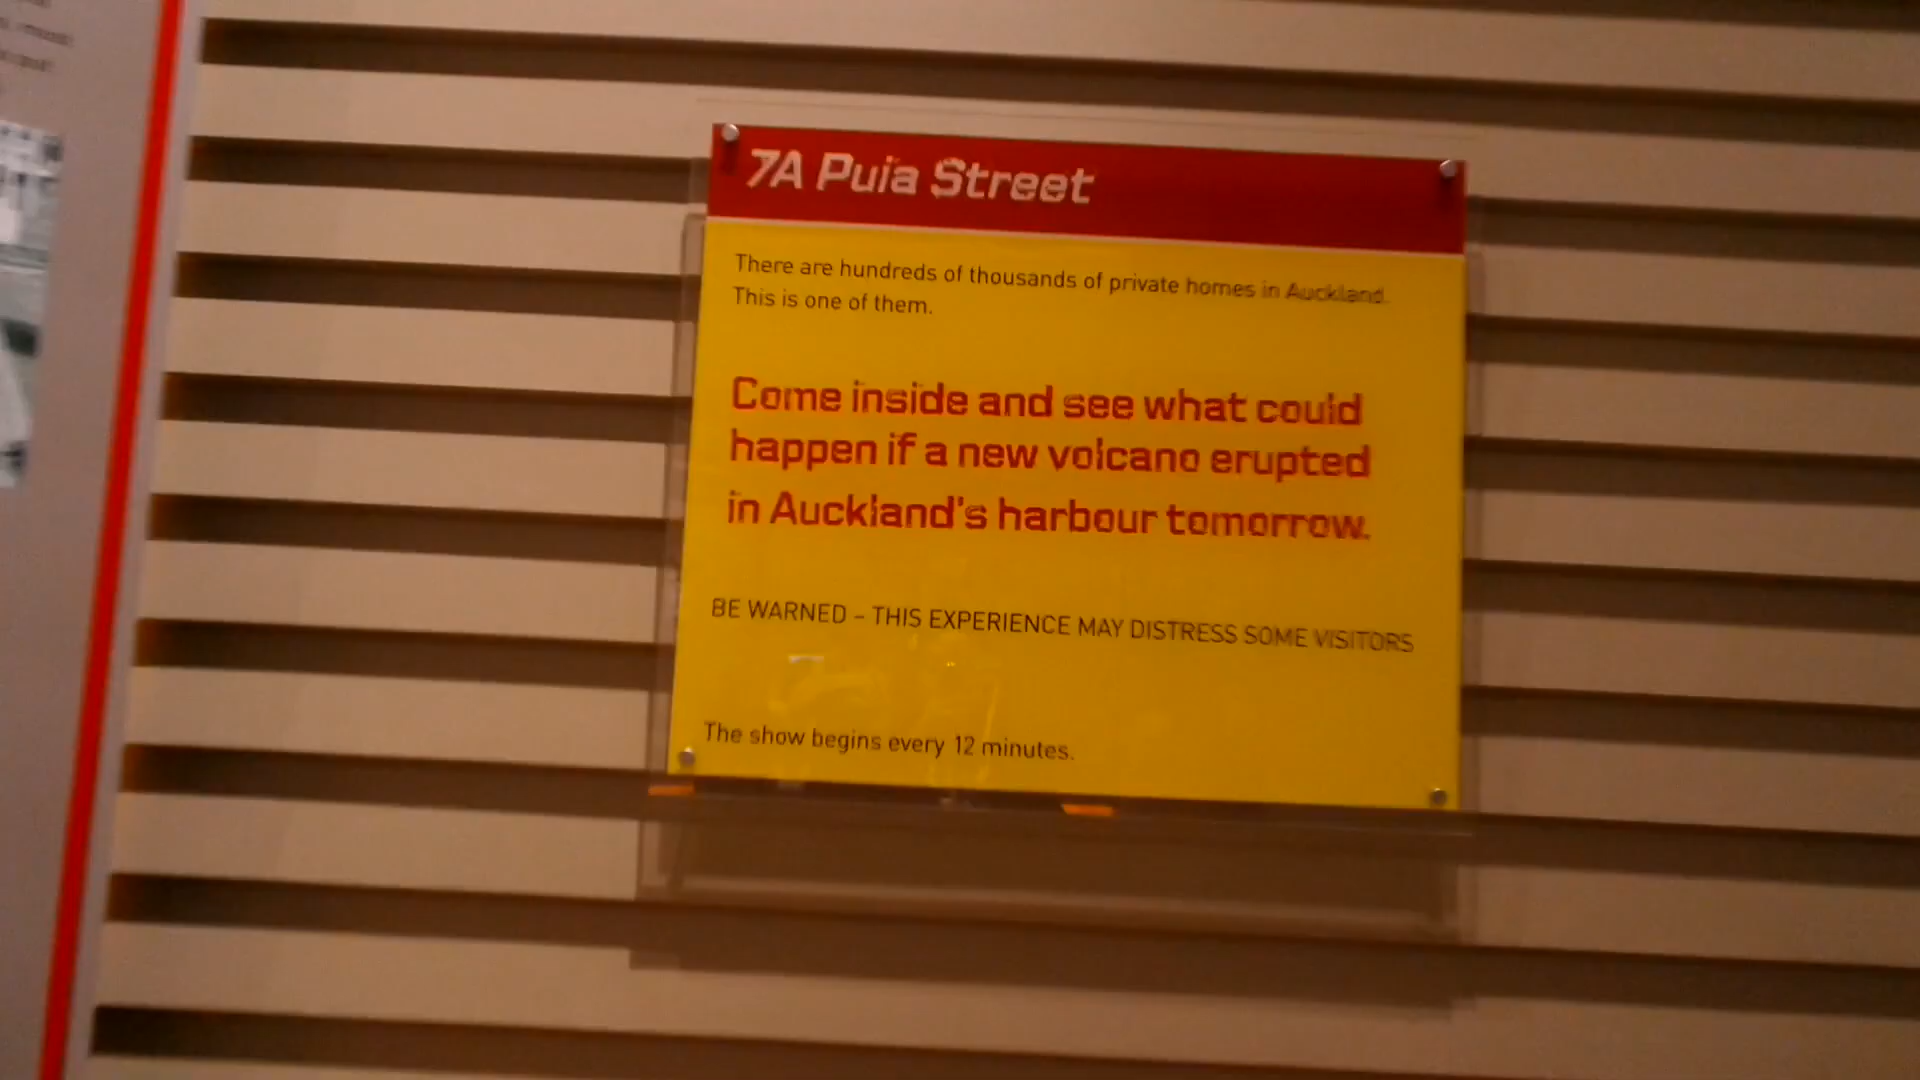 7A Puia Street
There are hundreds of thousands of private homes in Auckland.
This is one of them.
Come inside and see what could
happen if a new volcano erupted
in Auckland's harbour tomorrow.
BE WARNED – THIS EXPERIENCE MAY DISTRESS SOME VISITORS
The show begins every 12 minutes.